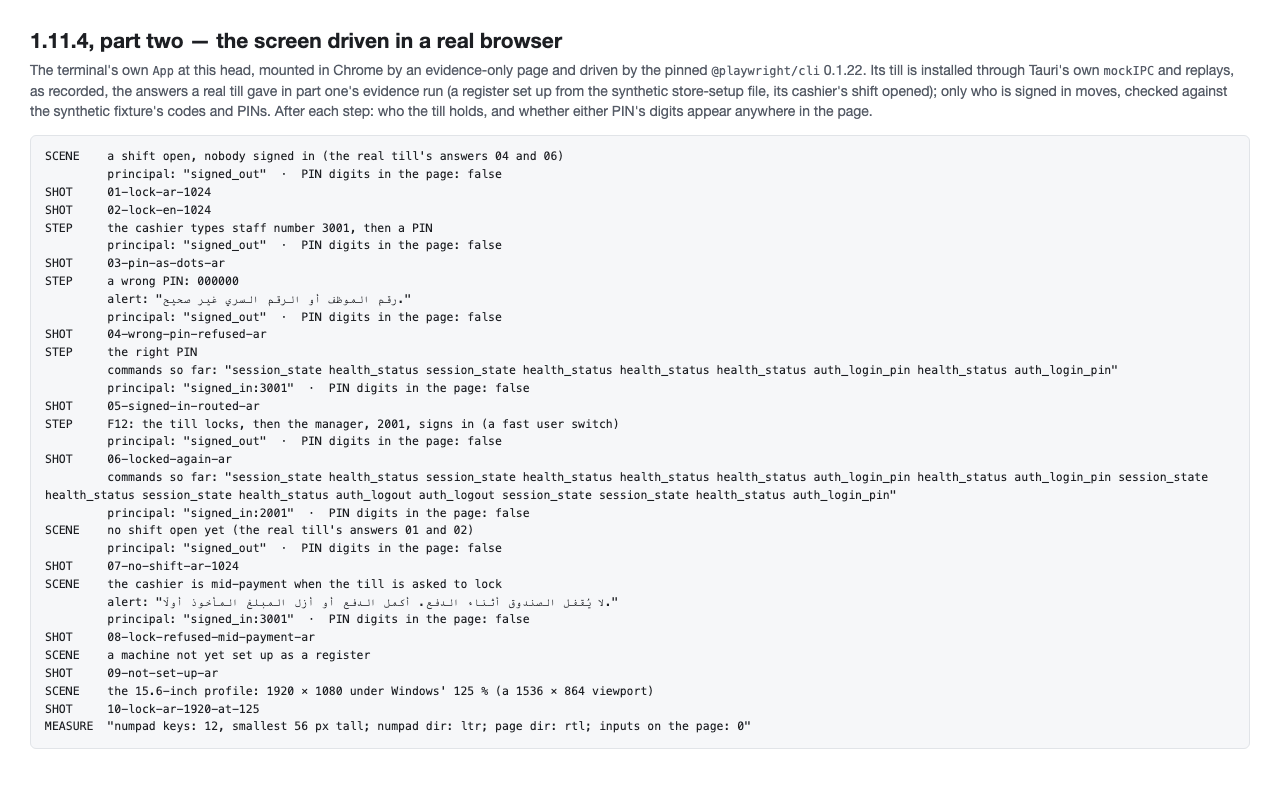 1.11.4, part two — the screen driven in a real browser
The terminal's own App at this head, mounted in Chrome by an evidence-only page and driven by the pinned @playwright/cli 0.1.22. Its till is installed through Tauri's own mockIPC and replays,
as recorded, the answers a real till gave in part one's evidence run (a register set up from the synthetic store-setup file, its cashier's shift opened); only who is signed in moves, checked against
the synthetic fixture's codes and PINs. After each step: who the till holds, and whether either PIN's digits appear anywhere in the page.
SCENE a shift open, nobody signed in (the real till's answers 04 and 06)
principal: "signed_out" · PIN digits in the page: false
SHOT 01-lock-ar-1024
SHOT 02-lock-en-1024
STEP the cashier types staff number 3001, then a PIN
principal: "signed_out" · PIN digits in the page: false
SHOT 03-pin-as-dots-ar
STEP a wrong PIN: 000000
alert: "رقم الموظف أو الرقم السري غير صحيح."
principal: "signed_out" · PIN digits in the page: false
SHOT 04-wrong-pin-refused-ar
STEP the right PIN
commands so far: "session_state health_status session_state health_status health_status health_status auth_login_pin health_status auth_login_pin"
principal: "signed_in:3001" · PIN digits in the page: false
SHOT 05-signed-in-routed-ar
STEP F12: the till locks, then the manager, 2001, signs in (a fast user switch)
principal: "signed_out" · PIN digits in the page: false
SHOT 06-locked-again-ar
commands so far: "session_state health_status session_state health_status health_status health_status auth_login_pin health_status auth_login_pin session_state
health_status session_state health_status auth_logout auth_logout session_state session_state health_status auth_login_pin"
principal: "signed_in:2001" · PIN digits in the page: false
SCENE no shift open yet (the real till's answers 01 and 02)
principal: "signed_out" · PIN digits in the page: false
SHOT 07-no-shift-ar-1024
SCENE the cashier is mid-payment when the till is asked to lock
alert: "لا يُقفل الصندوق أثناء الدفع. أكمل الدفع أو أزل المبلغ المأخوذ أولًا."
principal: "signed_in:3001" · PIN digits in the page: false
SHOT 08-lock-refused-mid-payment-ar
SCENE a machine not yet set up as a register
SHOT 09-not-set-up-ar
SCENE the 15.6-inch profile: 1920 × 1080 under Windows' 125 % (a 1536 × 864 viewport)
SHOT 10-lock-ar-1920-at-125
MEASURE "numpad keys: 12, smallest 56 px tall; numpad dir: ltr; page dir: rtl; inputs on the page: 0"